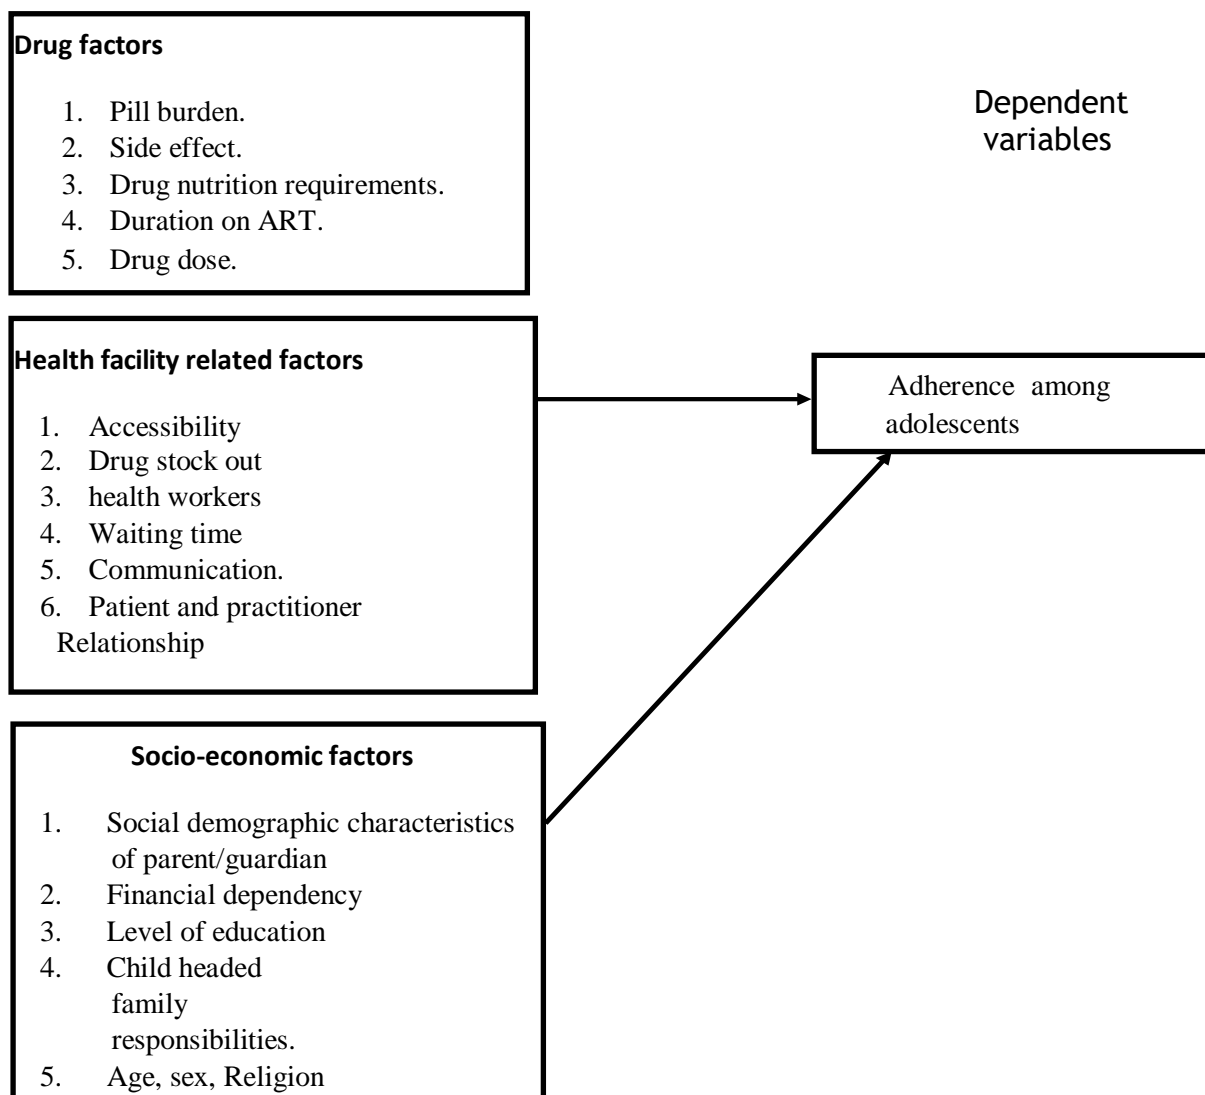 Drug factors
1. Pill burden.
2. Side effect.
3. Drug nutrition requirements.
4. Duration on ART.
5. Drug dose.
Dependent
variables
Health facility related factors
1. Accessibility
2. Drug stock out
3. health workers
4. Waiting time
5. Communication.
6. Patient and practitioner
Relationship
Adherence among
adolescents
Socio-economic factors
1. Social demographic characteristics
of parent/guardian
2. Financial dependency
3. Level of education
4. Child headed
family
responsibilities.
5. Age, sex, Religion